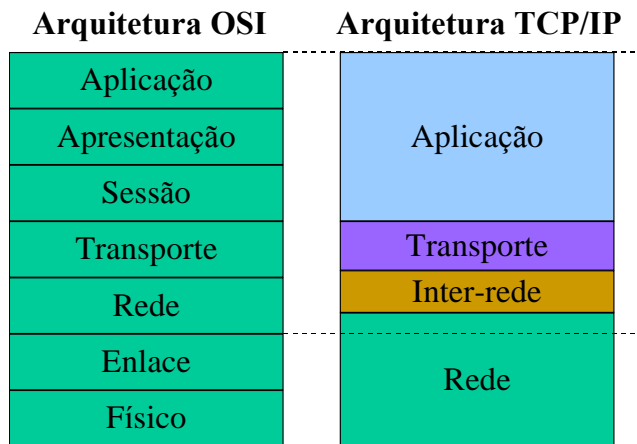 Arquitetura OSI
Aplicação
Apresentação
Sessão
Transporte
Rede
Enlace
Físico
Arquitetura TCP/IP
Aplicação
Transporte
Inter-rede
Rede